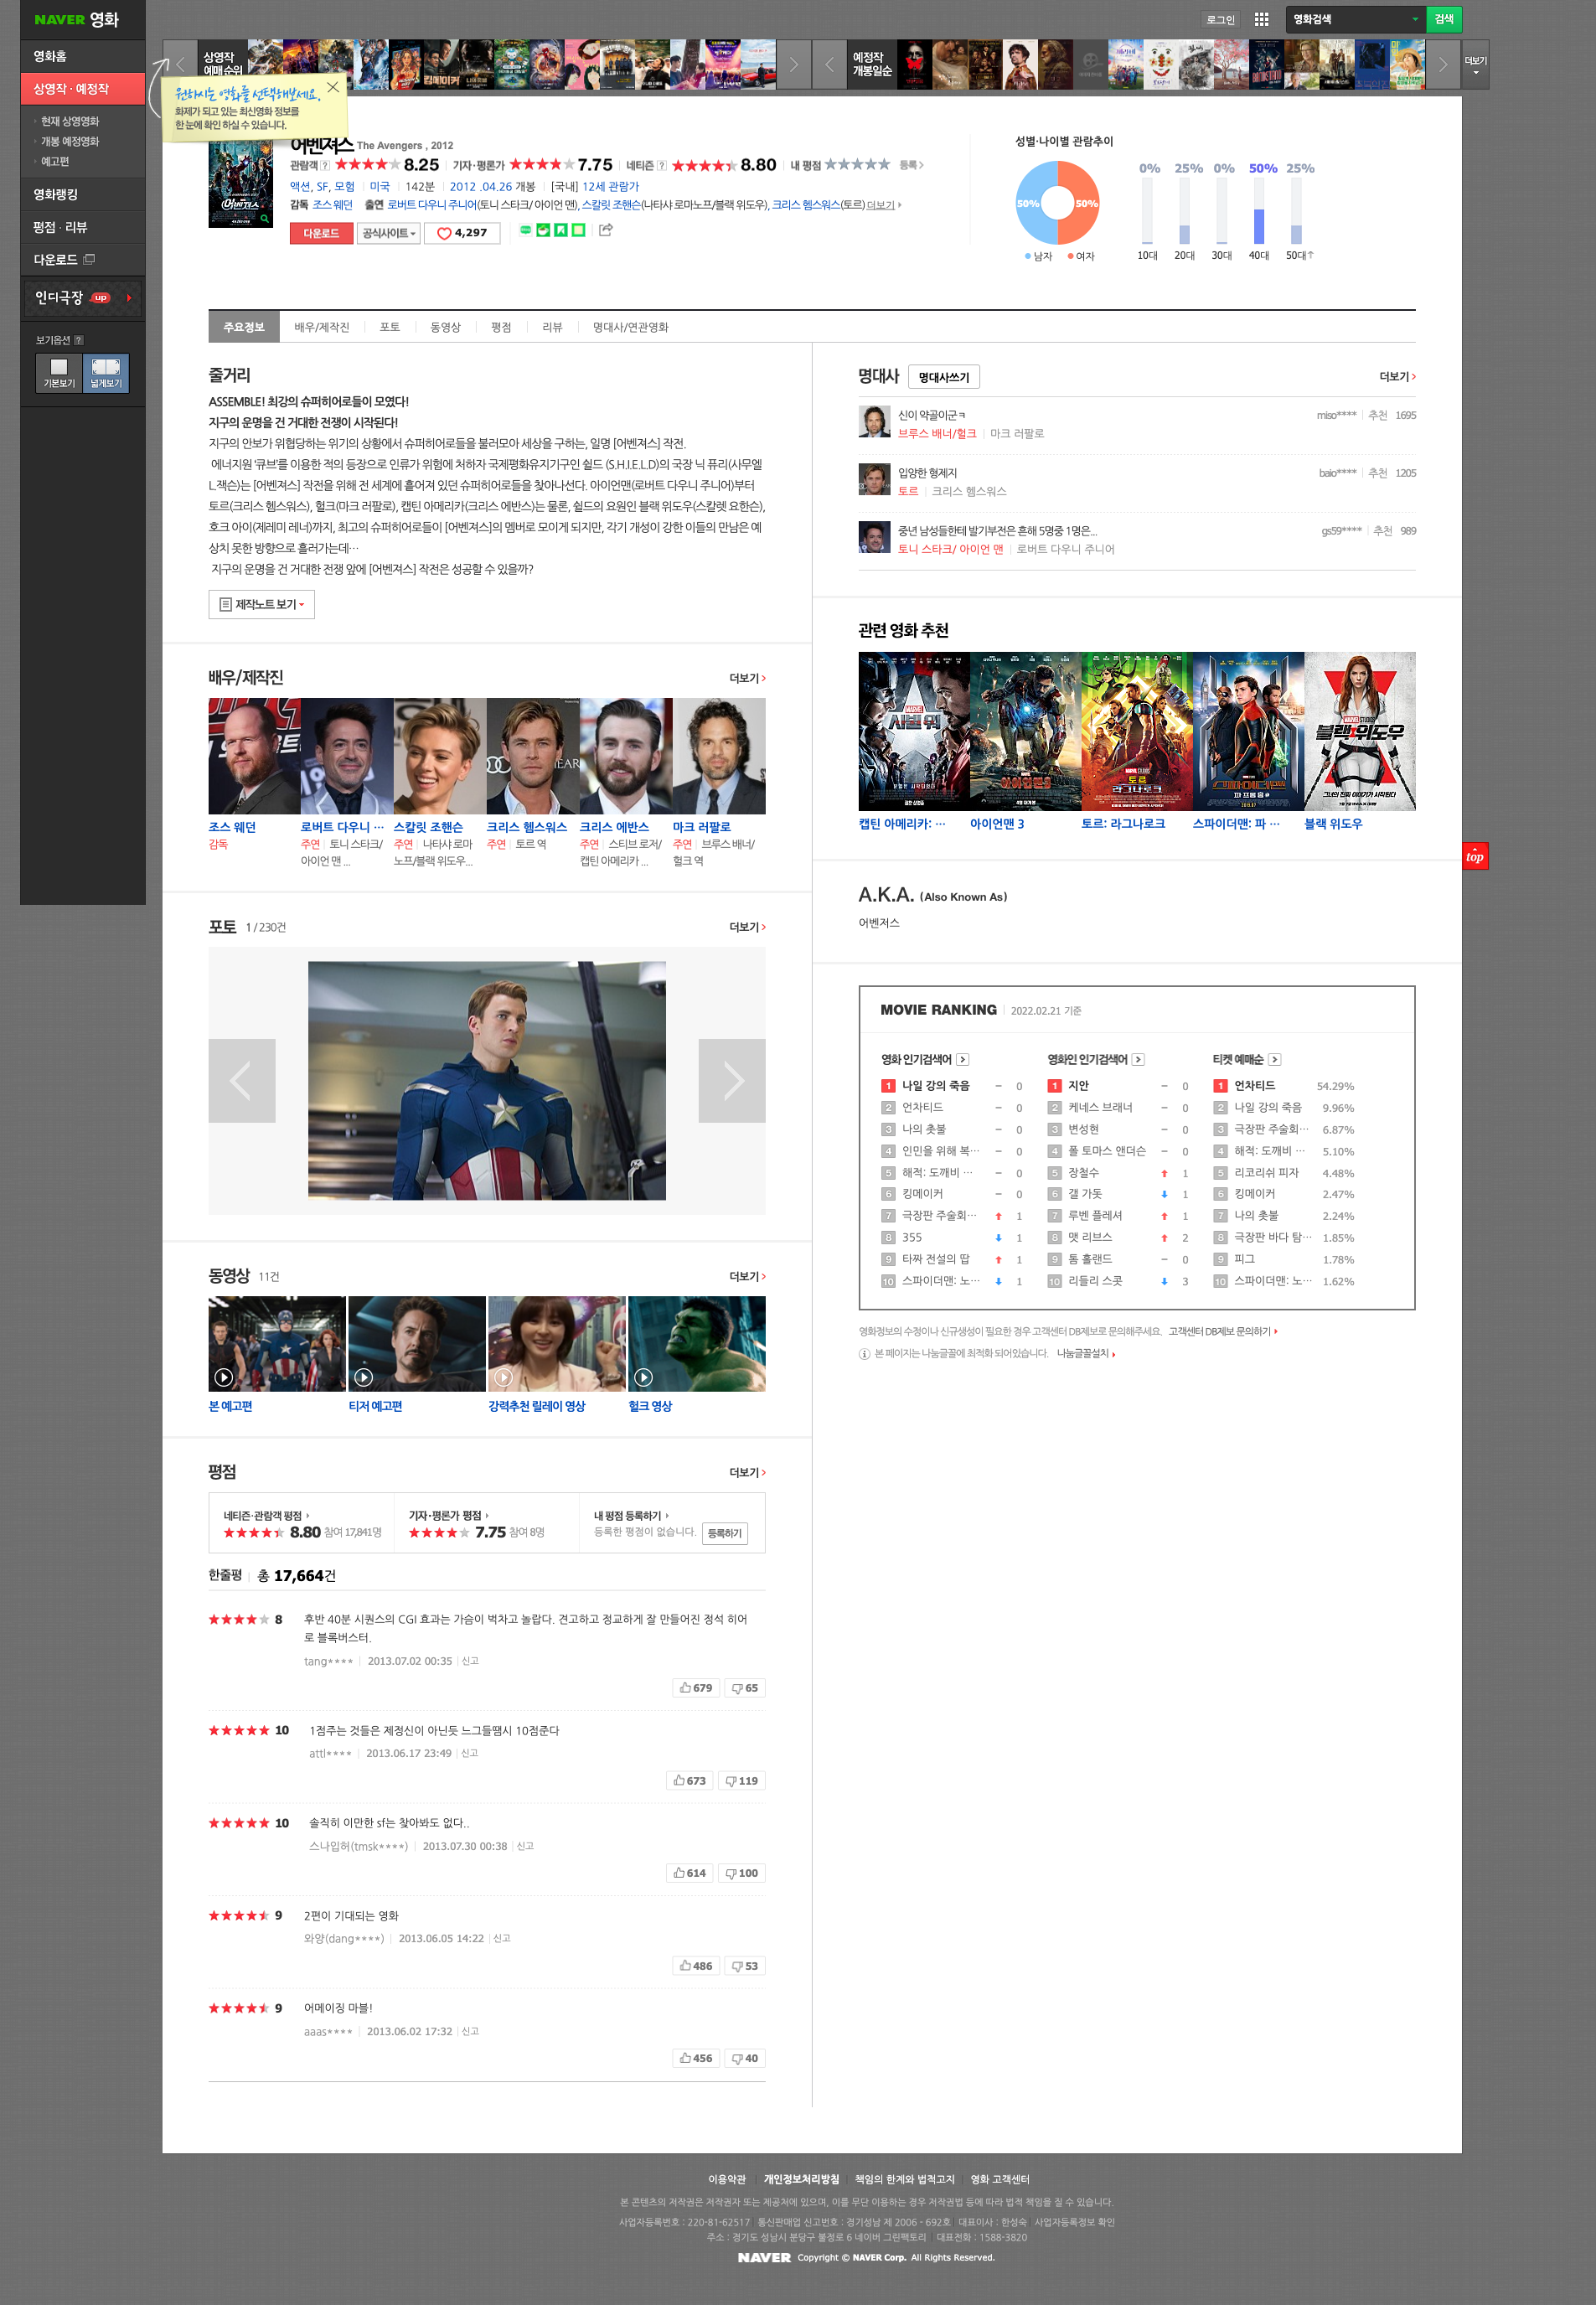 NAVER 영화
로그인
영화검색
검색
영화홈
상영작 · 예정작
현재 상영영화
개봉 예정영화
예고편
영화랭킹
평점 · 리뷰
다운로드
인디극장 up
보기옵션 ?
기본보기 넓게보기
상영작
예매순위
예정작
개봉일순
더보기
원하시는 영화를 선택해보세요.
화제가 되고 있는 최신영화 정보를
한 눈에 확인 하실 수 있습니다.
어벤져스 The Avengers , 2012
관람객 ? 8.25 기자·평론가 7.75 네티즌 ? 8.80 내 평점 등록
액션, SF, 모험 미국 142분 2012 .04.26 개봉 [국내] 12세 관람가
감독 조스 웨던 출연 로버트 다우니 주니어(토니 스타크/ 아이언 맨), 스칼릿 조핸슨(나타샤 로마노프/블랙 위도우), 크리스 헴스워스(토르) 더보기
다운로드 공식사이트 4,297
성별·나이별 관람추이
50% 50%
남자 여자
0% 25% 0% 50% 25%
10대 20대 30대 40대 50대↑
주요정보 배우/제작진 포토 동영상 평점 리뷰 명대사/연관영화
줄거리
ASSEMBLE! 최강의 슈퍼히어로들이 모였다!
지구의 운명을 건 거대한 전쟁이 시작된다!
지구의 안보가 위협당하는 위기의 상황에서 슈퍼히어로들을 불러모아 세상을 구하는, 일명 [어벤져스] 작전.
에너지원 ‘큐브’를 이용한 적의 등장으로 인류가 위험에 처하자 국제평화유지기구인 쉴드 (S.H.I.E.L.D)의 국장 닉 퓨리(사무엘
L.잭슨)는 [어벤져스] 작전을 위해 전 세계에 흩어져 있던 슈퍼히어로들을 찾아나선다. 아이언맨(로버트 다우니 주니어)부터
토르(크리스 헴스워스), 헐크(마크 러팔로), 캡틴 아메리카(크리스 에반스)는 물론, 쉴드의 요원인 블랙 위도우(스칼렛 요한슨),
호크 아이(제레미 레너)까지, 최고의 슈퍼히어로들이 [어벤져스]의 멤버로 모이게 되지만, 각기 개성이 강한 이들의 만남은 예
상치 못한 방향으로 흘러가는데…
지구의 운명을 건 거대한 전쟁 앞에 [어벤져스] 작전은 성공할 수 있을까?
제작노트 보기
배우/제작진 더보기
조스 웨던
감독
로버트 다우니 …
주연 토니 스타크/
아이언 맨 ...
스칼릿 조핸슨
주연 나타샤 로마
노프/블랙 위도우...
크리스 헴스워스
주연 토르 역
크리스 에반스
주연 스티브 로저/
캡틴 아메리카 ...
마크 러팔로
주연 브루스 배너/
헐크 역
포토 1 / 230건 더보기
동영상 11건 더보기
본 예고편 티저 예고편 강력추천 릴레이 영상 헐크 영상
평점 더보기
네티즌·관람객 평점
8.80 참여 17,841명
기자·평론가 평점
7.75 참여 8명
내 평점 등록하기
등록한 평점이 없습니다. 등록하기
한줄평 총 17,664건
8 후반 40분 시퀀스의 CGI 효과는 가슴이 벅차고 놀랍다. 견고하고 정교하게 잘 만들어진 정석 히어
로 블록버스터.
tang**** 2013.07.02 00:35 신고
679 65
10 1점주는 것들은 제정신이 아닌듯 느그들땜시 10점준다
attl**** 2013.06.17 23:49 신고
673 119
10 솔직히 이만한 sf는 찾아봐도 없다..
스나입허(tmsk****) 2013.07.30 00:38 신고
614 100
9 2편이 기대되는 영화
와양(dang****) 2013.06.05 14:22 신고
486 53
9 어메이징 마블!
aaas**** 2013.06.02 17:32 신고
456 40
명대사 명대사쓰기 더보기
신이 약골이군ㅋ miso**** 추천 1695
브루스 배너/헐크 마크 러팔로
입양한 형제지 baio**** 추천 1205
토르 크리스 헴스워스
중년 남성들한테 발기부전은 흔해 5명중 1명은... gs59**** 추천 989
토니 스타크/ 아이언 맨 로버트 다우니 주니어
관련 영화 추천
캡틴 아메리카: … 아이언맨 3 토르: 라그나로크 스파이더맨: 파 … 블랙 위도우
top
A.K.A. (Also Known As)
어벤저스
MOVIE RANKING 2022.02.21 기준
영화 인기검색어
1 나일 강의 죽음 0
2 언차티드 0
3 나의 촛불 0
4 인민을 위해 복… 0
5 해적: 도깨비 … 0
6 킹메이커 0
7 극장판 주술회… 1
8 355 1
9 타짜 전설의 땁 1
10 스파이더맨: 노… 1
영화인 인기검색어
1 지안 0
2 케네스 브래너 0
3 변성현 0
4 폴 토마스 앤더슨 0
5 장철수 1
6 갤 가돗 1
7 루벤 플레셔 1
8 맷 리브스 2
9 톰 홀랜드 0
10 리들리 스콧 3
티켓 예매순
1 언차티드 54.29%
2 나일 강의 죽음 9.96%
3 극장판 주술회… 6.87%
4 해적: 도깨비 … 5.10%
5 리코리쉬 피자 4.48%
6 킹메이커 2.47%
7 나의 촛불 2.24%
8 극장판 바다 탐… 1.85%
9 피그 1.78%
10 스파이더맨: 노… 1.62%
영화정보의 수정이나 신규생성이 필요한 경우 고객센터 DB제보로 문의해주세요. 고객센터 DB제보 문의하기
본 페이지는 나눔글꼴에 최적화 되어있습니다. 나눔글꼴설치
이용약관 개인정보처리방침 책임의 한계와 법적고지 영화 고객센터
본 콘텐츠의 저작권은 저작권자 또는 제공처에 있으며, 이를 무단 이용하는 경우 저작권법 등에 따라 법적 책임을 질 수 있습니다.
사업자등록번호 : 220-81-62517 통신판매업 신고번호 : 경기성남 제 2006 - 692호 대표이사 : 한성숙 사업자등록정보 확인
주소 : 경기도 성남시 분당구 불정로 6 네이버 그린팩토리 대표전화 : 1588-3820
NAVER Copyright © NAVER Corp. All Rights Reserved.